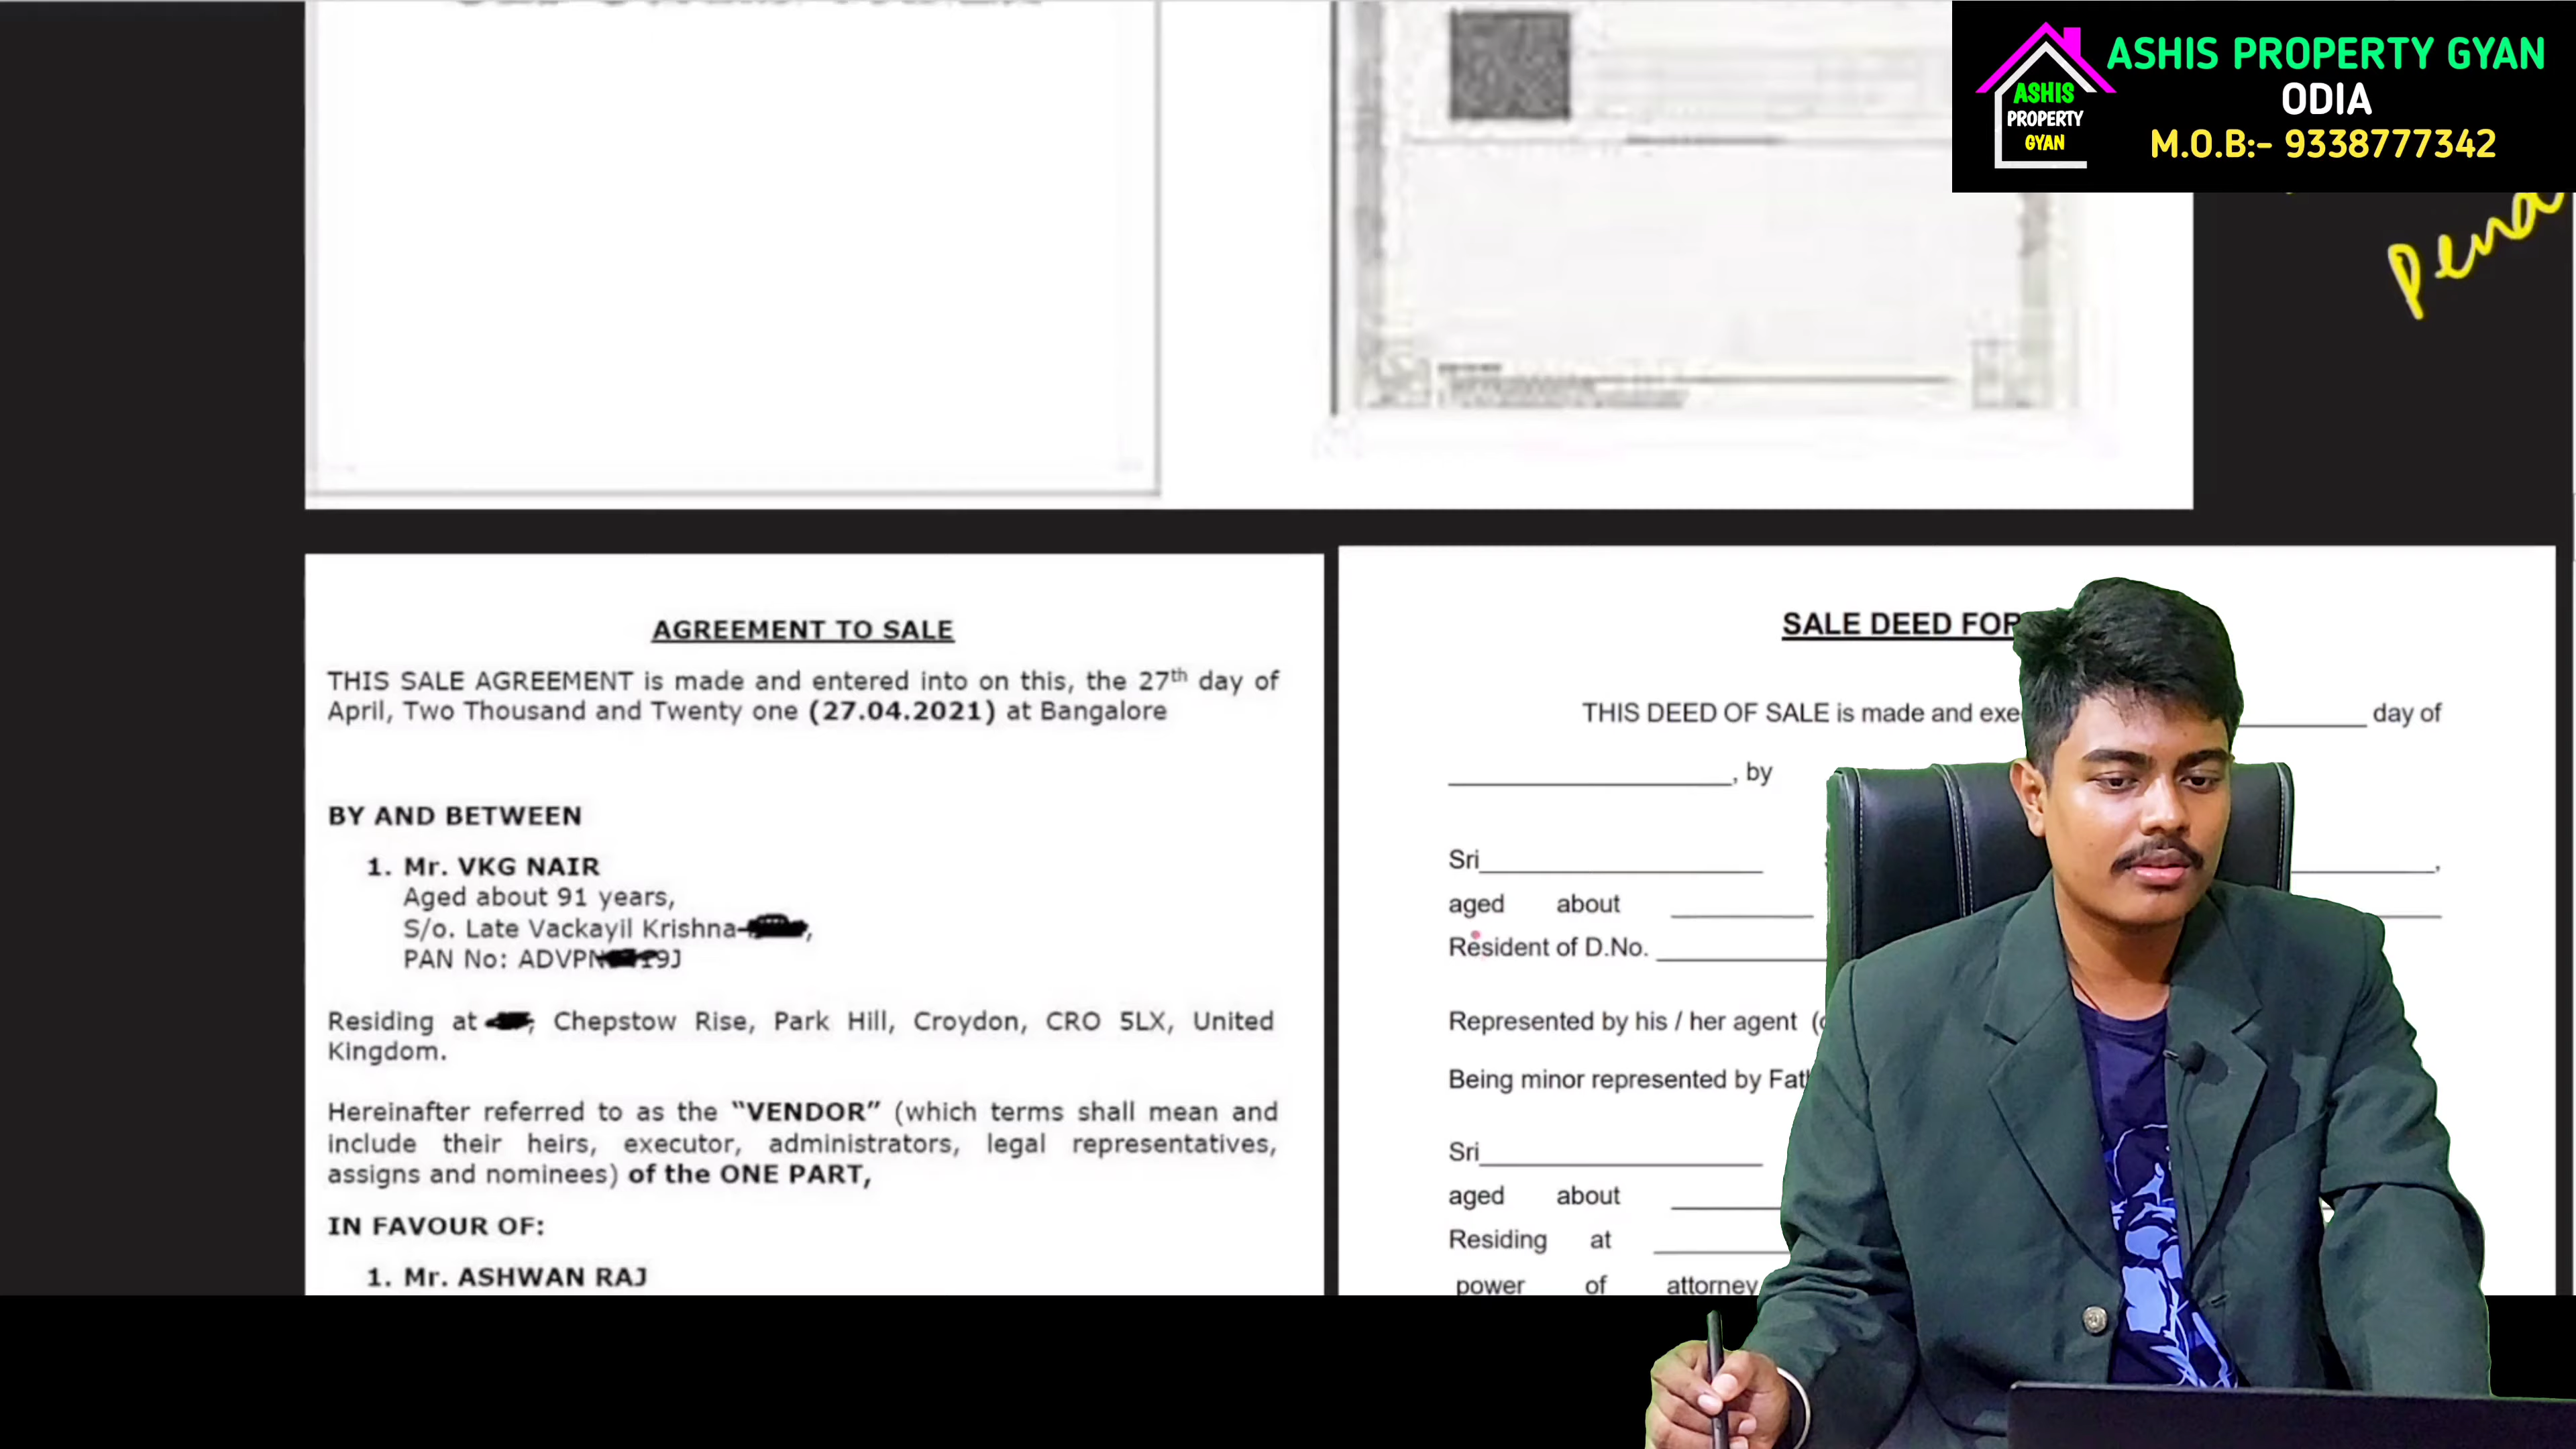 ASHIS PROPERTY GYAN
ODIA
M.O.B:- 9338777342
ASHIS
PROPERTY
GYAN
AGREEMENT TO SALE
THIS SALE AGREEMENT is made and entered into on this, the 27th day of
April, Two Thousand and Twenty one (27.04.2021) at Bangalore
BY AND BETWEEN
1. Mr. VKG NAIR
Aged about 91 years,
S/o. Late Vackayil Krishna
PAN No: ADVPN 19J
Residing at , Chepstow Rise, Park Hill, Croydon, CRO 5LX, United
Kingdom.
Hereinafter referred to as the “VENDOR” (which terms shall mean and
include their heirs, executor, administrators, legal representatives,
assigns and nominees) of the ONE PART,
IN FAVOUR OF:
1. Mr. ASHWAN RAJ
SALE DEED FOR
THIS DEED OF SALE is made and exe day of
, by
Sri ,
aged about
Resident of D.No.
Represented by his / her agent
Being minor represented by
Sri
aged about
Residing at
power of attorney